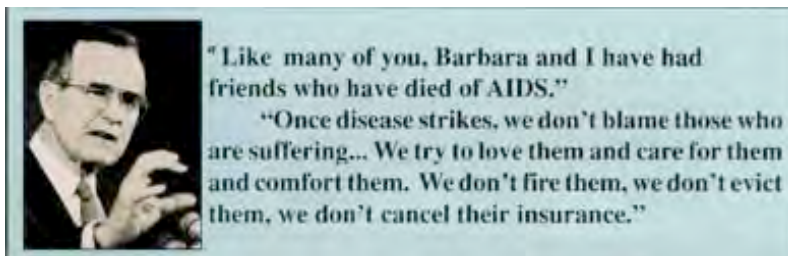 “Like many of you, Barbara and I have had
friends who have died of AIDS.”
“Once disease strikes, we don’t blame those who
are suffering... We try to love them and care for them
and comfort them. We don’t fire them, we don’t evict
them, we don’t cancel their insurance.”